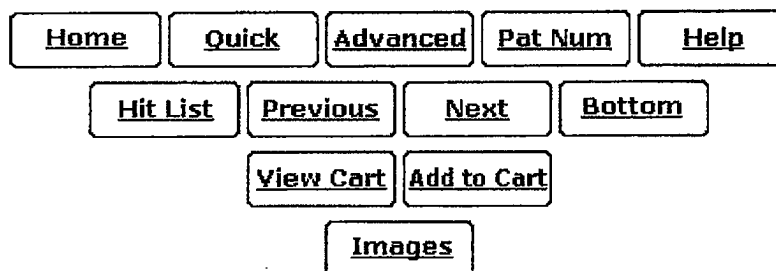 Home Quick Advanced Pat Num Help
Hit List Previous Next Bottom
View Cart Add to Cart
Images